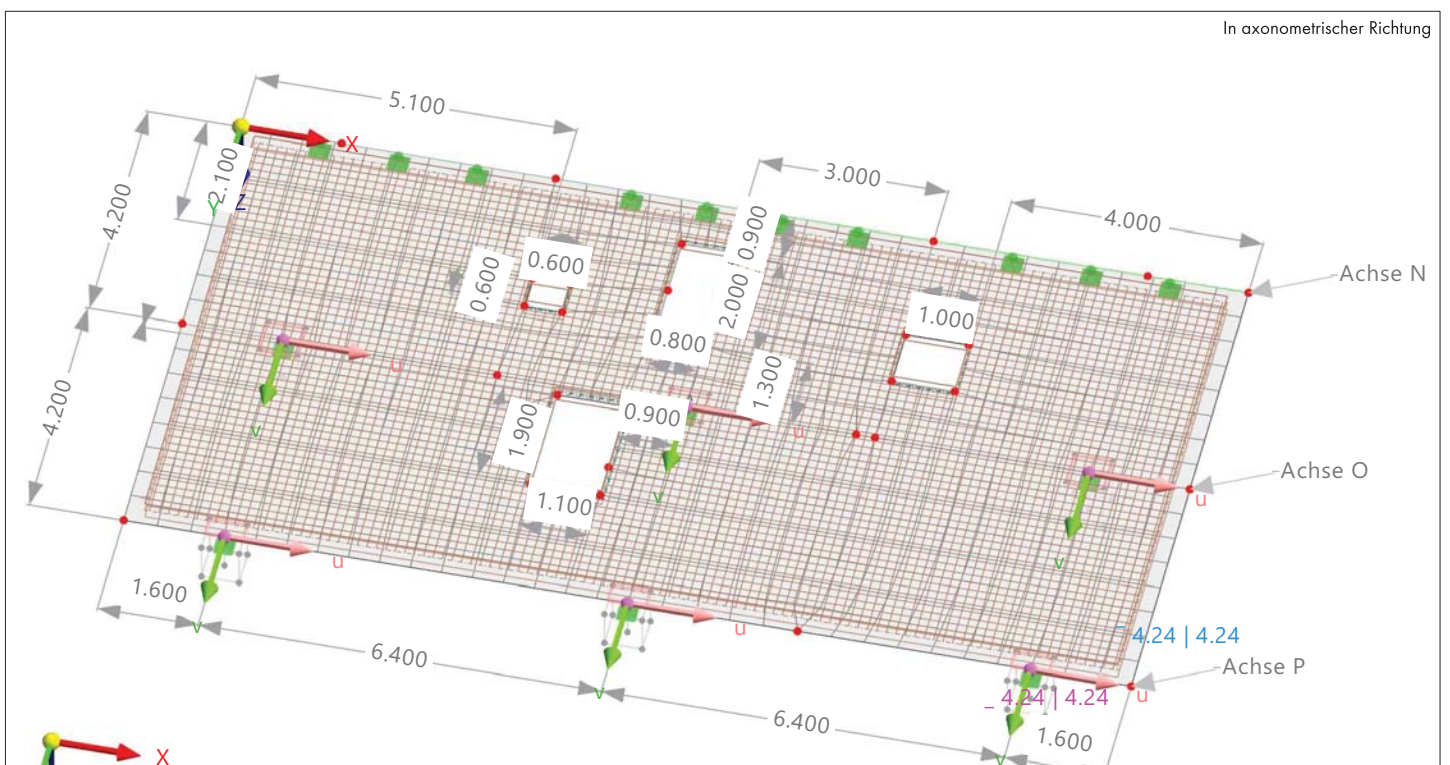 In axonometrischer Richtung
5.100
X
3.000
2.100
4.200
Y
Z
0.900
4.000
0.600
0.600
2.000
Achse N
1.000
0.800
u
1.300
4.200
v
1.900
0.900
u
Achse O
u
v
1.100
v
u
1.600
v
u
4.24 | 4.24
6.400
Achse P
_ 4.24 | 4.24
u
v
6.400
1.600
v
X